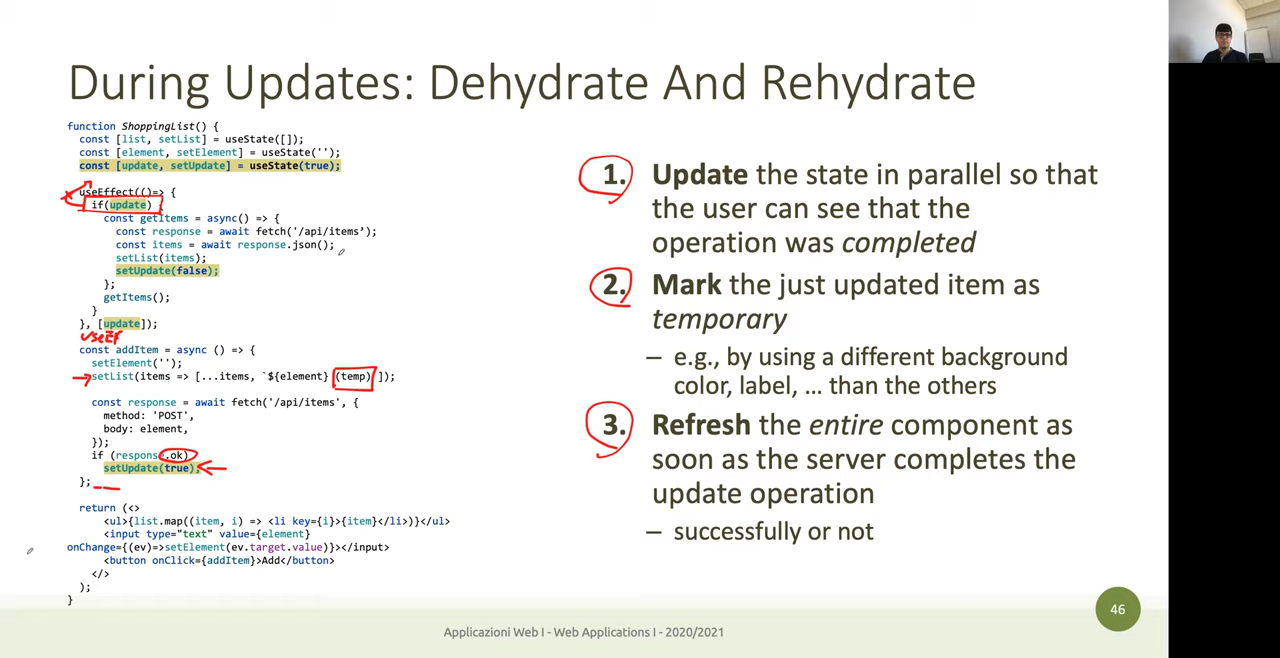 During Updates: Dehydrate And Rehydrate
function ShoppingList() {
const [list, setList] = useState([]);
const [element, setElement] = useState('');
const [update, setUpdate] = useState(true);
useEffect(()=> {
if(update) {
const getItems = async() => {
const response = await fetch('/api/items’);
const items = await response.json();
setList(items);
setUpdate(false);
};
getItems();
}
}, [update]);
useEf
const addItem = async () => {
setElement('');
setList(items => [...items, `${element} (temp)`]);
const response = await fetch('/api/items', {
method: 'POST',
body: element,
});
if (response.ok)
setUpdate(true);
};
return (<>
<ul>{list.map((item, i) => <li key={i}>{item}</li>)}</ul>
<input type="text" value={element}
onChange={(ev)=>setElement(ev.target.value)}></input>
<button onClick={addItem}>Add</button>
</>
);
}
1. Update the state in parallel so that
the user can see that the
operation was completed
2. Mark the just updated item as
temporary
– e.g., by using a different background
color, label, … than the others
3. Refresh the entire component as
soon as the server completes the
update operation
– successfully or not
46
Applicazioni Web I - Web Applications I - 2020/2021